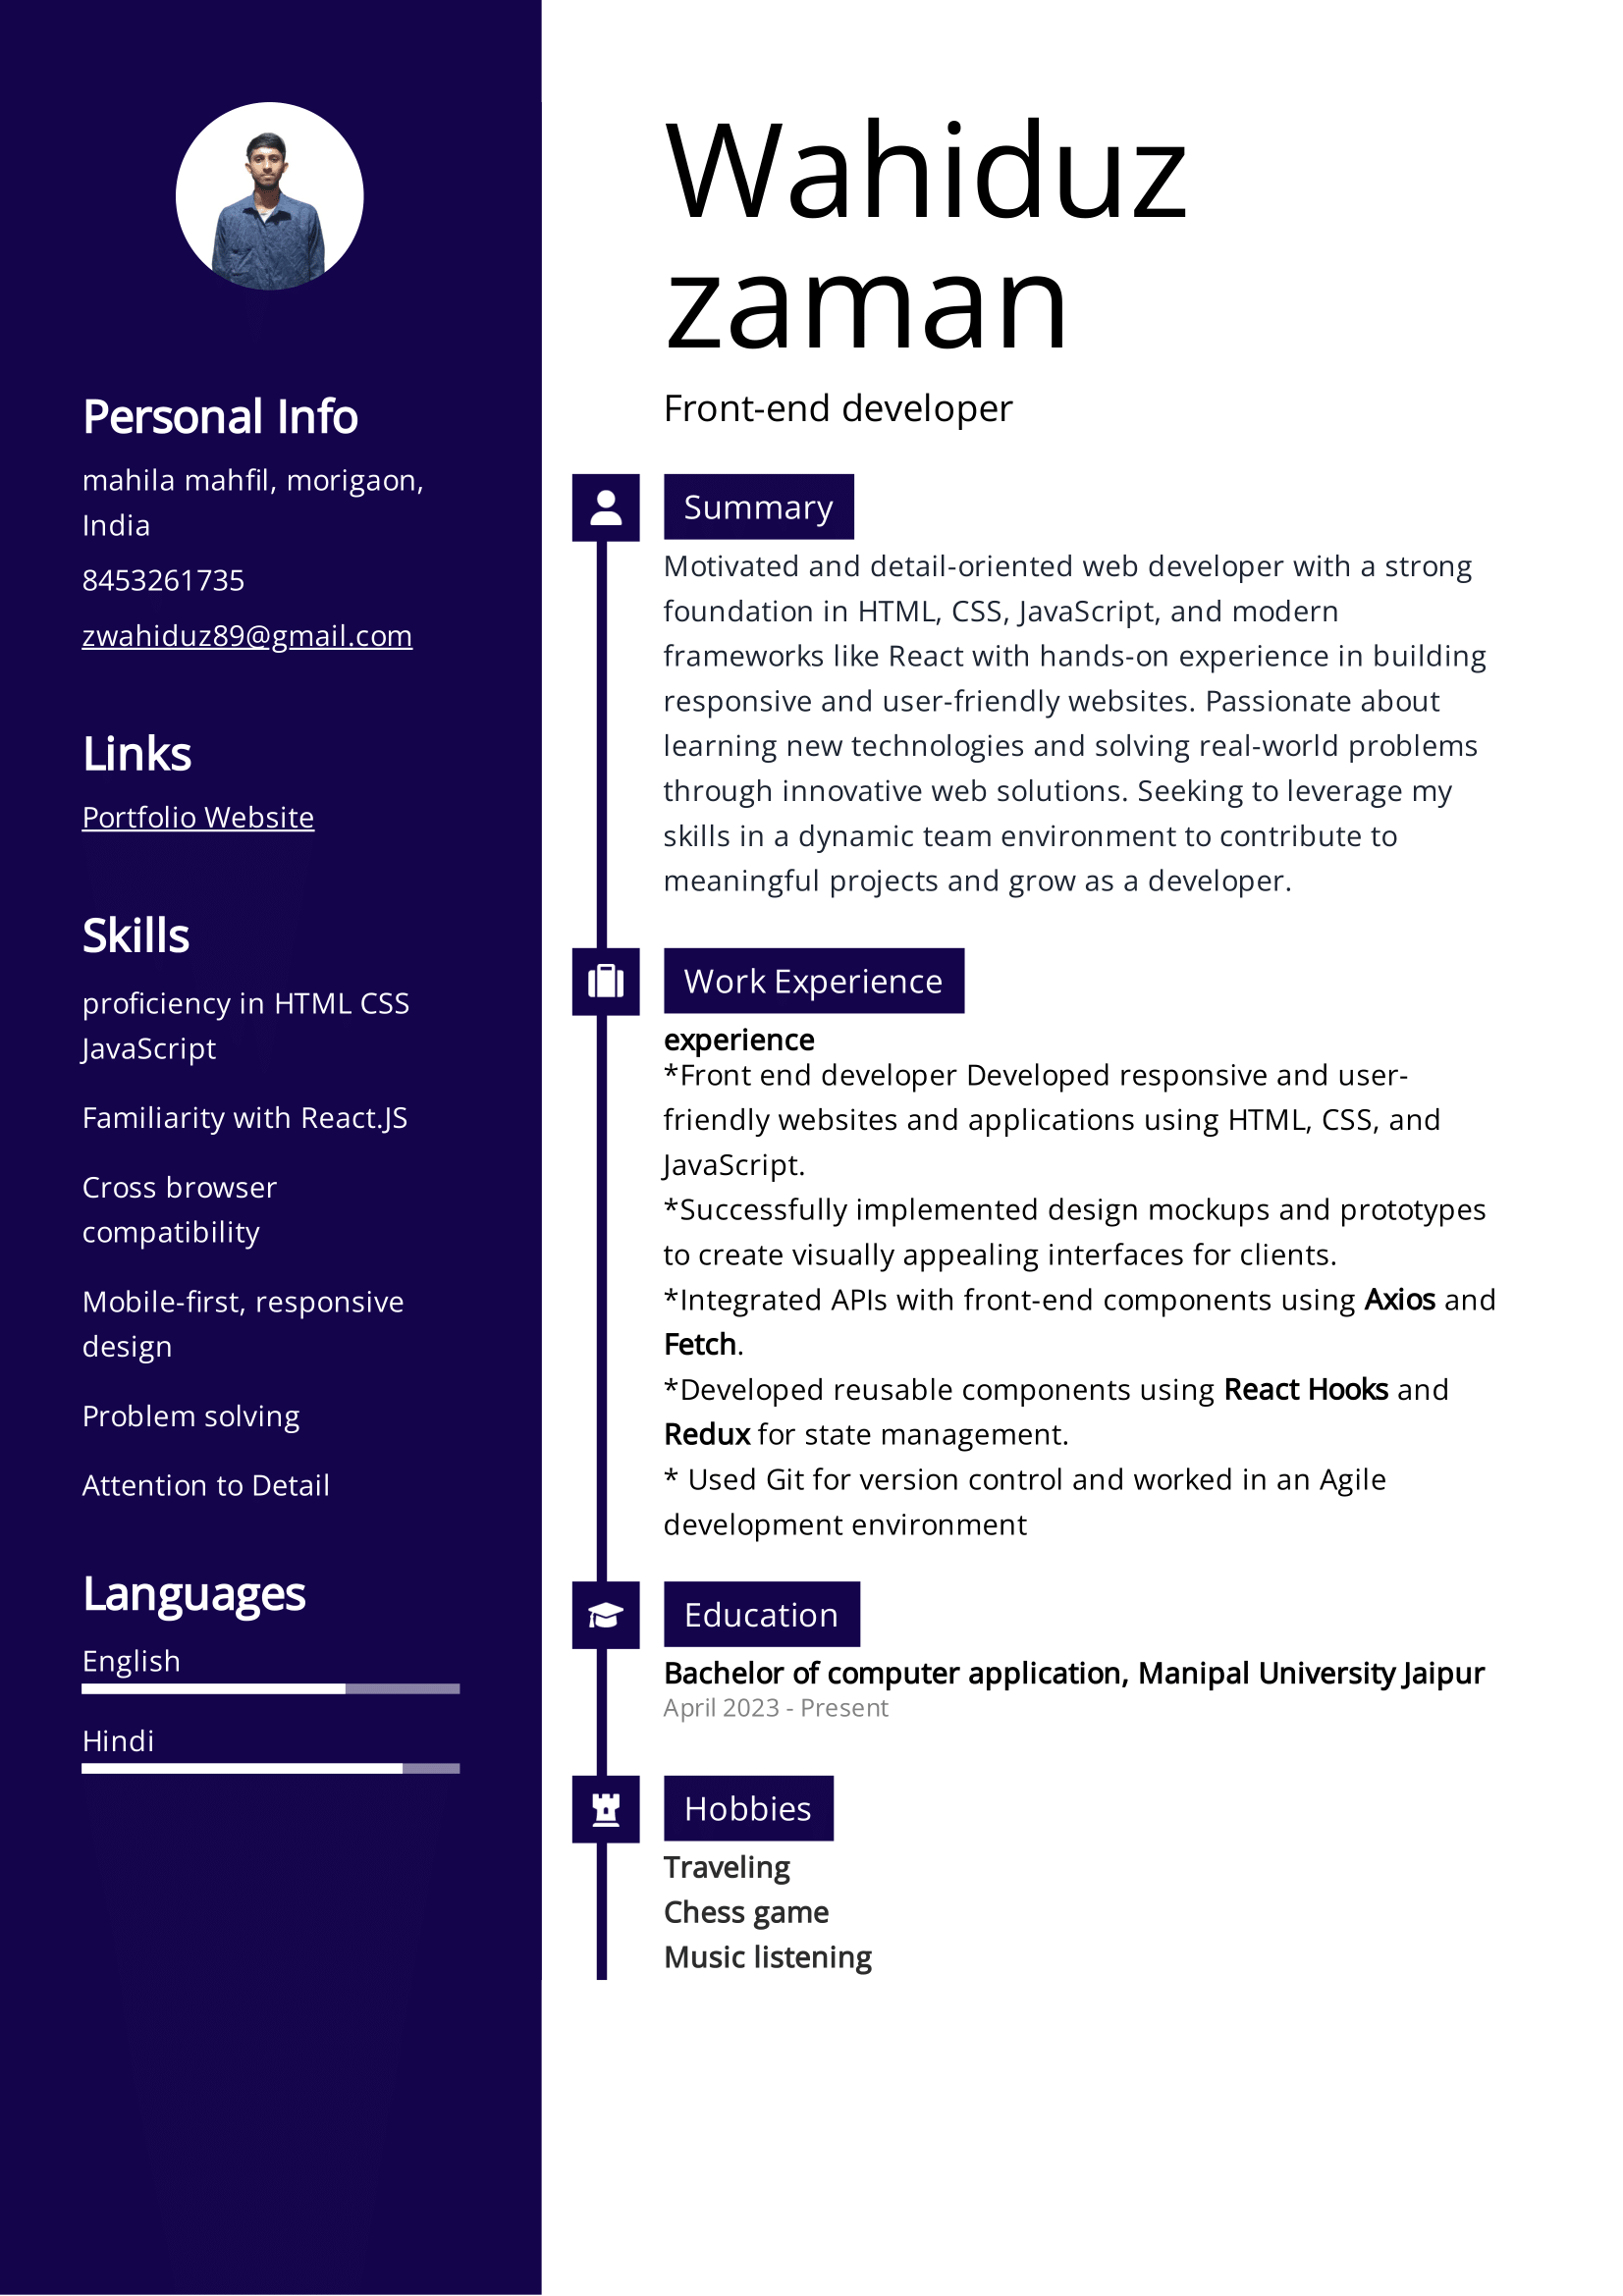 Personal Info
mahila mahfil, morigaon,
India
8453261735
zwahiduz89@gmail.com
Links
Portfolio Website
Skills
proficiency in HTML CSS
JavaScript
Familiarity with React.JS
Cross browser
compatibility
Mobile-first, responsive
design
Problem solving
Attention to Detail
Languages
English
Hindi
Wahiduz
zaman
Front-end developer
Summary
Motivated and detail-oriented web developer with a strong
foundation in HTML, CSS, JavaScript, and modern
frameworks like React with hands-on experience in building
responsive and user-friendly websites. Passionate about
learning new technologies and solving real-world problems
through innovative web solutions. Seeking to leverage my
skills in a dynamic team environment to contribute to
meaningful projects and grow as a developer.
Work Experience
experience
*Front end developer Developed responsive and user-
friendly websites and applications using HTML, CSS, and
JavaScript.
*Successfully implemented design mockups and prototypes
to create visually appealing interfaces for clients.
*Integrated APIs with front-end components using Axios and
Fetch.
*Developed reusable components using React Hooks and
Redux for state management.
* Used Git for version control and worked in an Agile
development environment
Education
Bachelor of computer application, Manipal University Jaipur
April 2023 - Present
Hobbies
Traveling
Chess game
Music listening